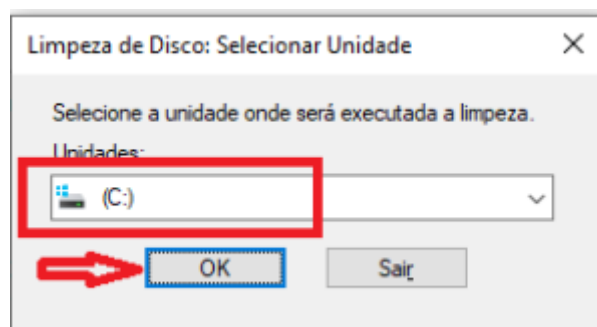 Limpeza de Disco: Selecionar Unidade
Selecione a unidade onde será executada a limpeza.
Unidades:
(C:)
OK
Sair